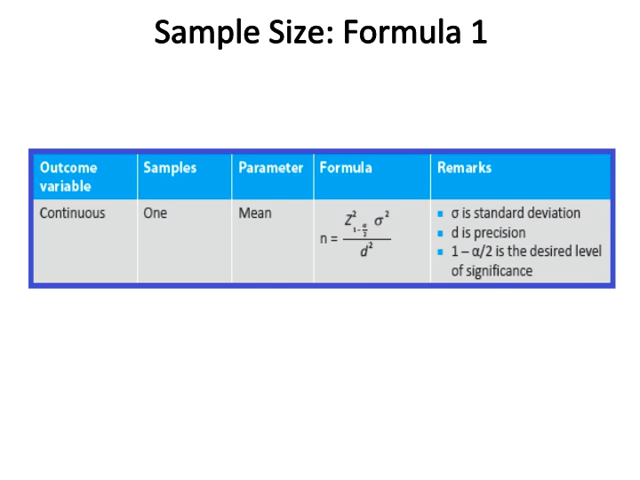 Sample Size: Formula 1
Outcome variable
Samples
Parameter
Formula
Remarks
Continuous
One
Mean
n = Z²₁₋α/₂ σ² / d²
▪ σ is standard deviation
▪ d is precision
▪ 1 – α/2 is the desired level
of significance